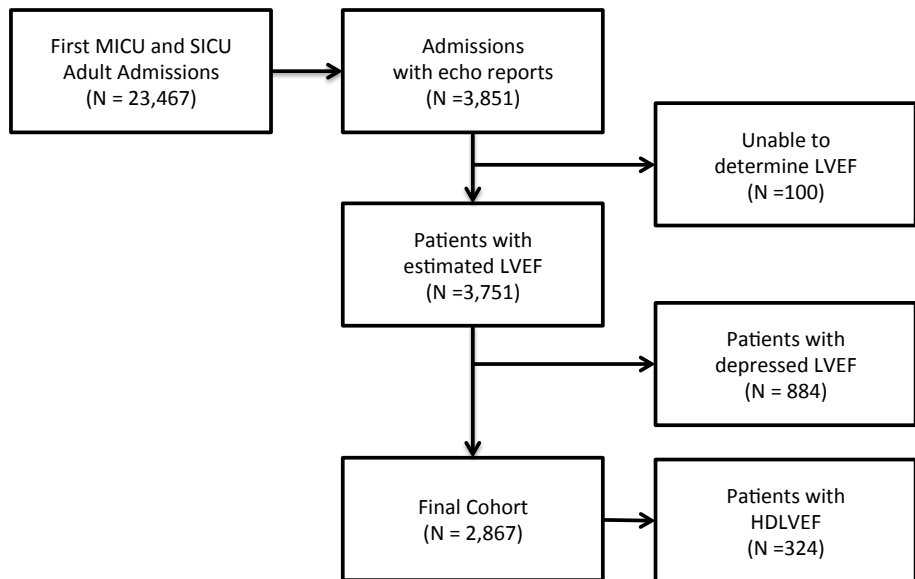 First MICU and SICU
Adult Admissions
(N = 23,467)
Admissions
with echo reports
(N =3,851)
Unable to
determine LVEF
(N =100)
Patients with
estimated LVEF
(N =3,751)
Patients with
depressed LVEF
(N = 884)
Final Cohort
(N = 2,867)
Patients with
HDLVEF
(N =324)